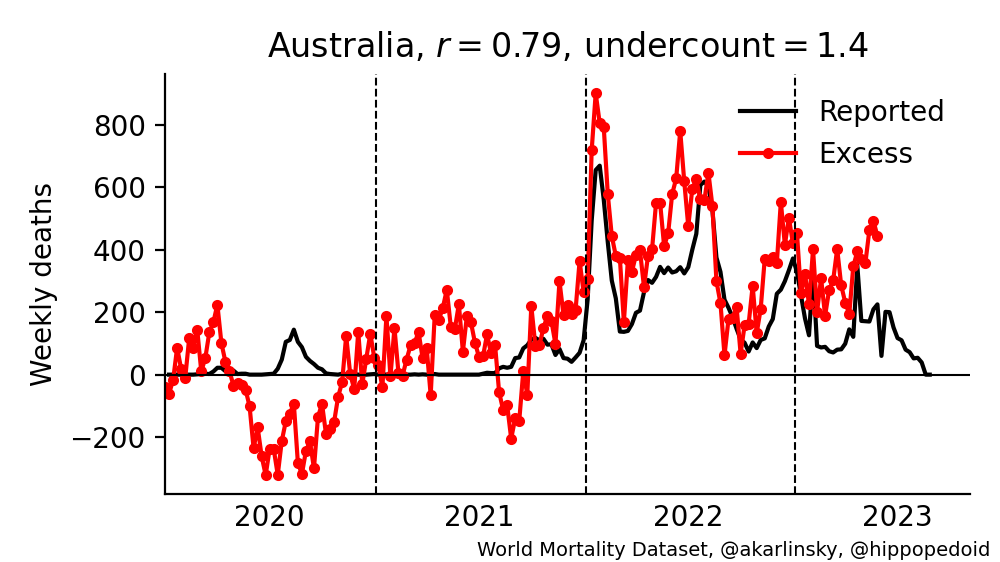 Australia, r = 0.79, undercount = 1.4
Reported
Excess
Weekly deaths
800
600
400
200
0
−200
2020 2021 2022 2023
World Mortality Dataset, @akarlinsky, @hippopedoid